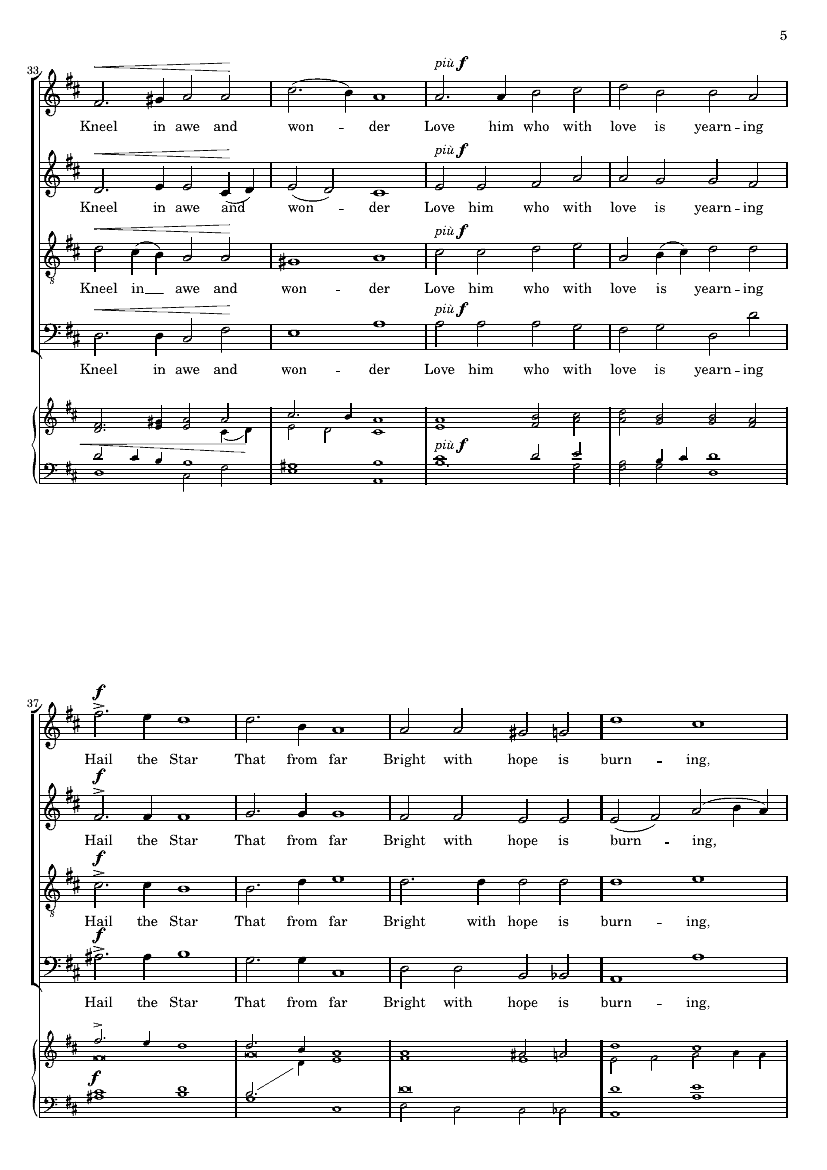 5
33
Kneel in awe and won - der Love him who with love is yearn - ing
più f
Kneel in awe and won - der Love him who with love is yearn - ing
più f
Kneel in__ awe and won - der Love him who with love is yearn - ing
8
più f
Kneel in awe and won - der Love him who with love is yearn - ing
più f
più f
37
f
Hail the Star That from far Bright with hope is burn - ing,
f
Hail the Star That from far Bright with hope is burn - ing,
f
8
Hail the Star That from far Bright with hope is burn - ing,
f
Hail the Star That from far Bright with hope is burn - ing,
f